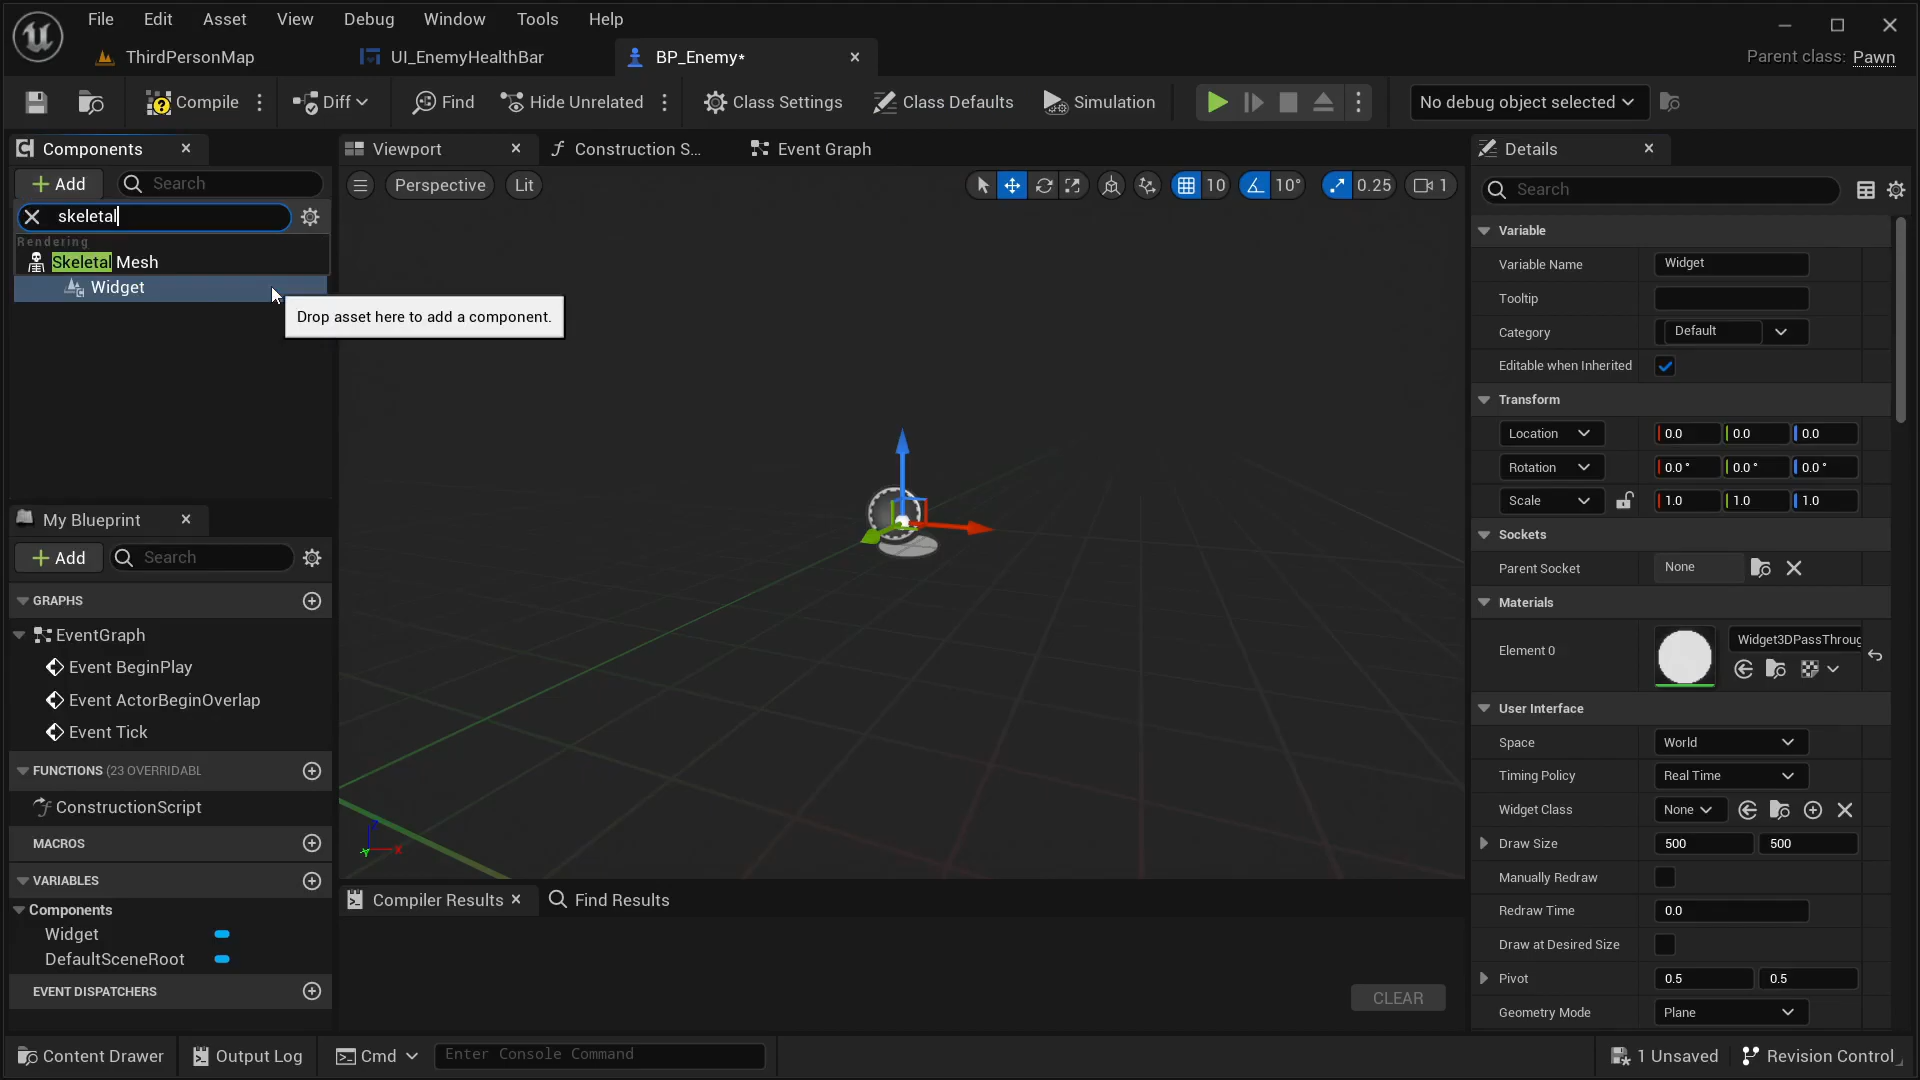 File Edit Asset View Debug Window Tools Help
ThirdPersonMap UI_EnemyHealthBar BP_Enemy* Parent class: Pawn
Compile Diff Find Hide Unrelated Class Settings Class Defaults Simulation No debug object selected
Components Viewport Construction S... Event Graph Details
Add Search Perspective Lit 10 10° 0.25 1 Search
skeletal
Rendering
Skeletal Mesh
Widget
Drop asset here to add a component.
Variable
Variable Name Widget
Tooltip
Category Default
Editable when Inherited
Transform
Location 0.0 0.0 0.0
Rotation 0.0 ° 0.0 ° 0.0 °
Scale 1.0 1.0 1.0
Sockets
Parent Socket None
Materials
Element 0 Widget3DPassThroug
User Interface
Space World
Timing Policy Real Time
Widget Class None
Draw Size 500 500
Manually Redraw
Redraw Time 0.0
Draw at Desired Size
Pivot 0.5 0.5
Geometry Mode Plane
My Blueprint
Add Search
GRAPHS
EventGraph
Event BeginPlay
Event ActorBeginOverlap
Event Tick
FUNCTIONS (23 OVERRIDABL
ConstructionScript
MACROS
VARIABLES
Components
Widget
DefaultSceneRoot
EVENT DISPATCHERS
Compiler Results Find Results
CLEAR
Content Drawer Output Log Cmd Enter Console Command 1 Unsaved Revision Control